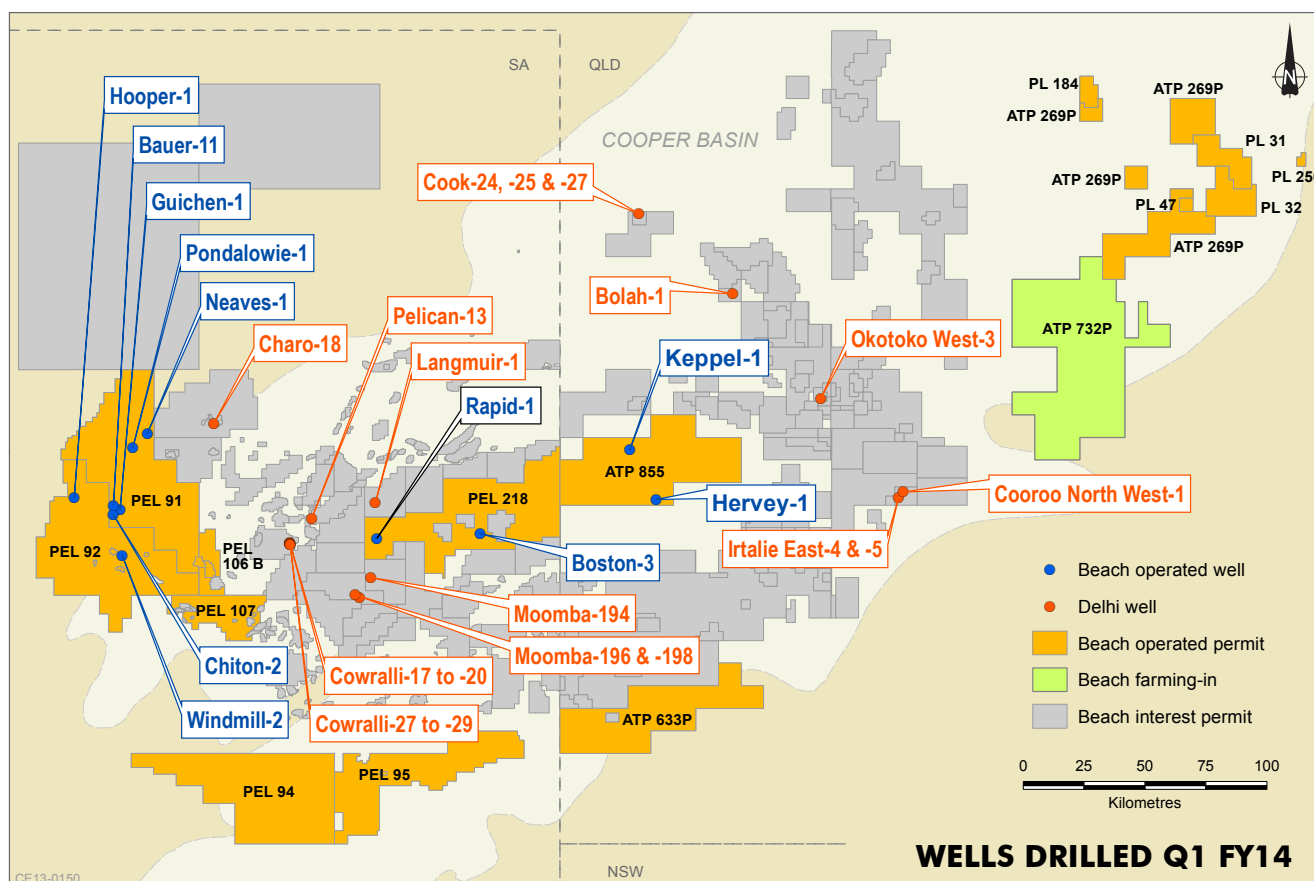 SA
QLD
Hooper-1
Bauer-11
Guichen-1
Pondalowie-1
Neaves-1
Charo-18
Pelican-13
Langmuir-1
Rapid-1
COOPER BASIN
Cook-24, -25 & -27
Bolah-1
Keppel-1
Okotoko West-3
PL 184
ATP 269P
ATP 269P
PL 31
PL 25
ATP 269P
PL 47
PL 32
ATP 269P
ATP 732P
ATP 855
PEL 91
PEL 218
Hervey-1
Cooroo North West-1
Irtalie East-4 & -5
Boston-3
PEL 92
PEL
106 B
PEL 107
Moomba-194
Moomba-196 & -198
Chiton-2
Cowralli-17 to -20
Windmill-2
Cowralli-27 to -29
ATP 633P
PEL 94
PEL 95
N
Beach operated well
Delhi well
Beach operated permit
Beach farming-in
Beach interest permit
0 25 50 75 100
Kilometres
NSW
WELLS DRILLED Q1 FY14
CE13-0150